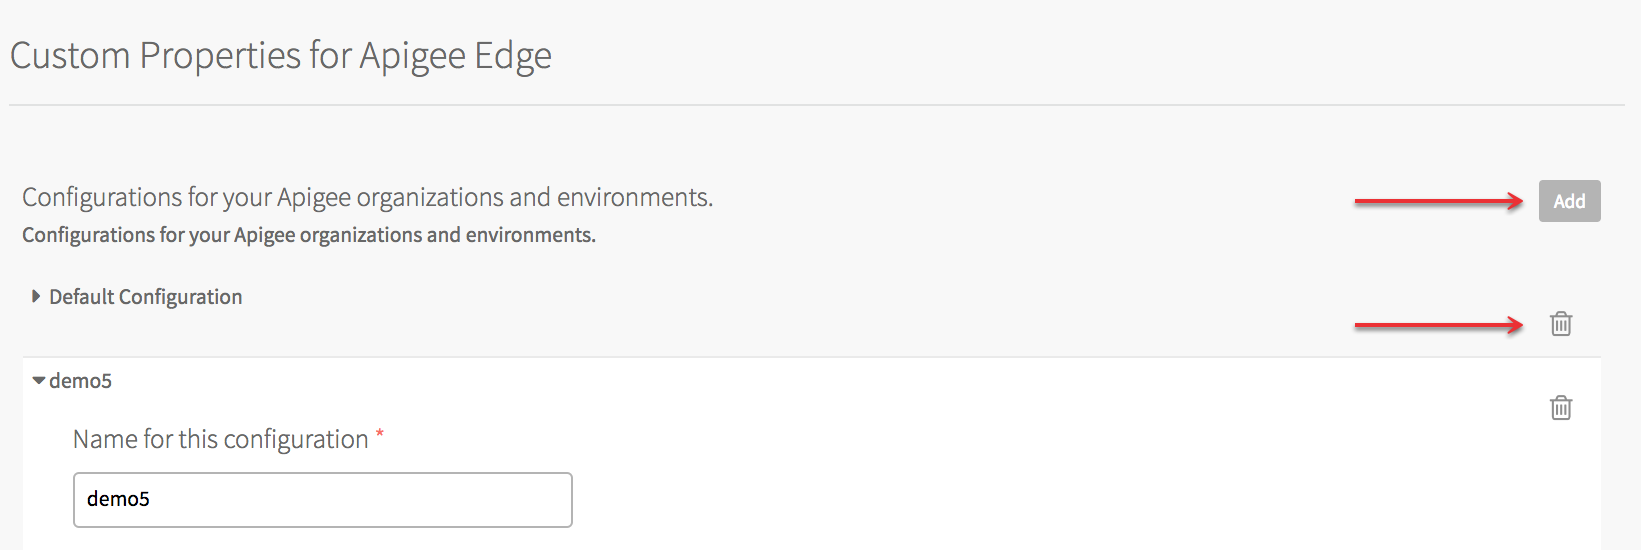 Custom Properties for Apigee Edge
Configurations for your Apigee organizations and environments.
Add
Configurations for your Apigee organizations and environments.
Default Configuration
demo5
Name for this configuration *
demo5